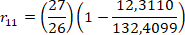 r₁₁ = (27/26) (1 − 12,3110/132,4099)